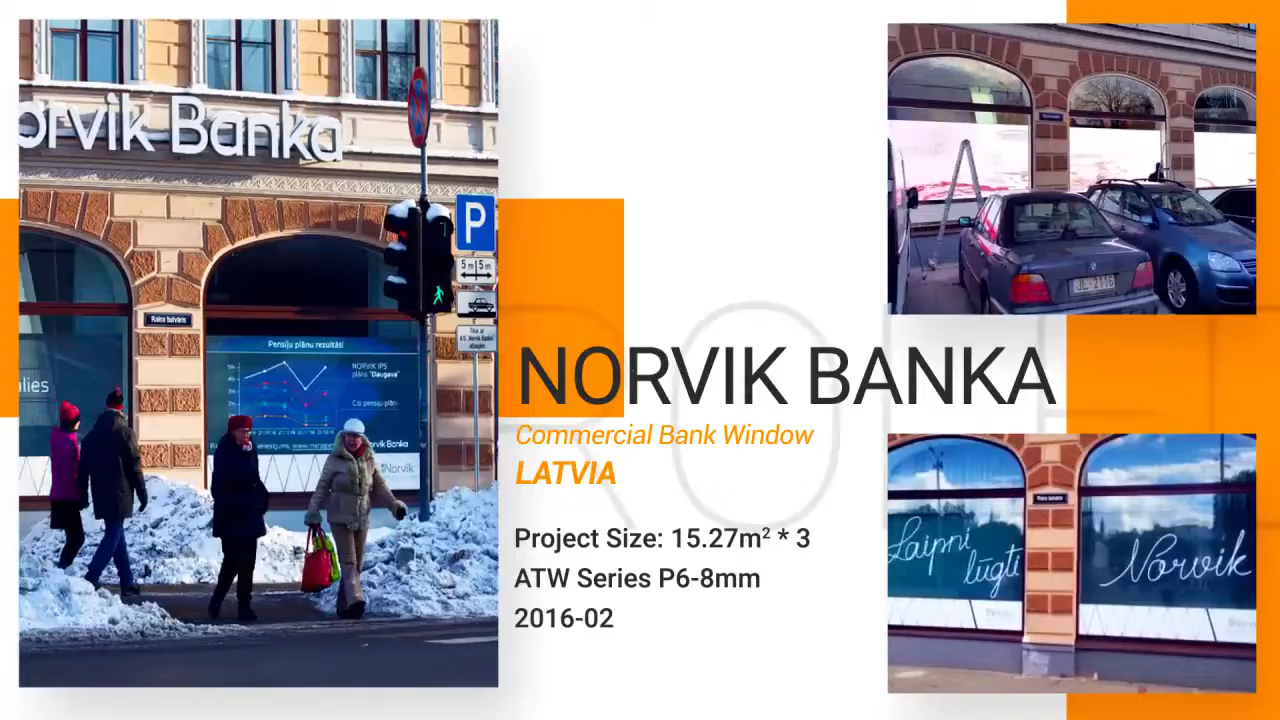 orvik Banka
P
5 m 5 m
Raiņa bulvāris
Pensiju plānu rezultāti
NORVIK IPS
plāns "Daugava"
Citi pensiju plāni
alies
Norvik Banka
Norvik
JL-2116
NORVIK BANKA
Commercial Bank Window
LATVIA
Project Size: 15.27m² * 3
ATW Series P6-8mm
2016-02
Laipni
lūgti
Norvik